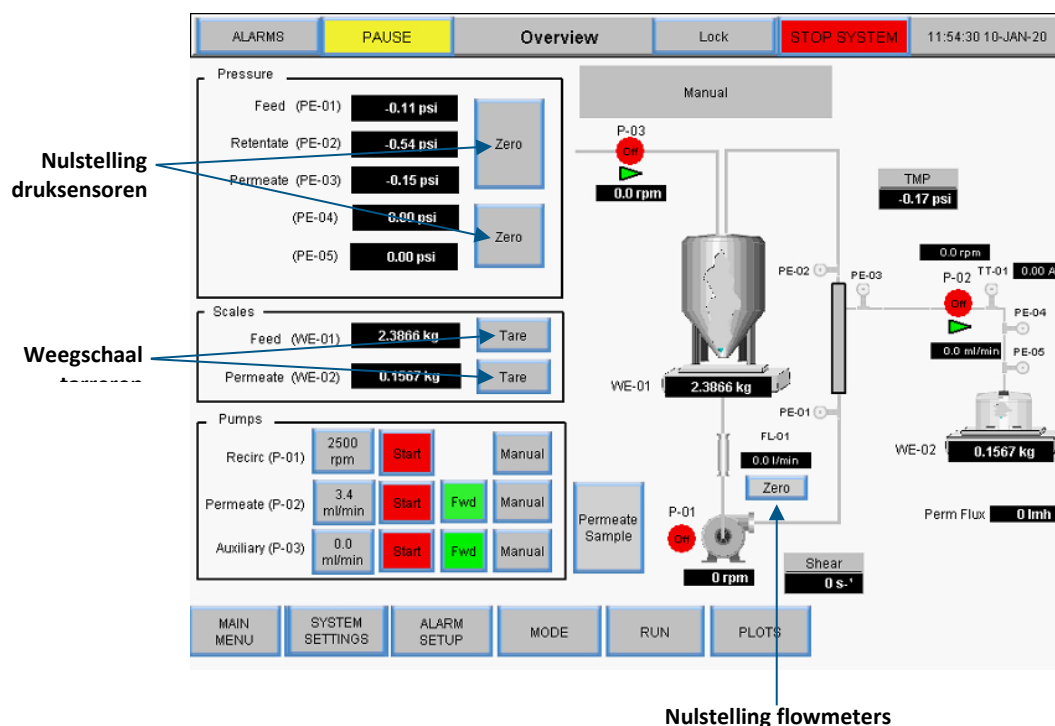 ALARMS PAUSE Overview Lock STOP SYSTEM 11:54:30 10-JAN-20
Pressure
Feed (PE-01) -0.11 psi
Retentate (PE-02) -0.54 psi
Zero
Permeate (PE-03) -0.15 psi
(PE-04) 0.00 psi
Zero
(PE-05) 0.00 psi
Nulstelling
druksensoren
Scales
Feed (WE-01) 2.3866 kg Tare
Permeate (WE-02) 0.1567 kg Tare
Weegschaal
Pumps
Recirc (P-01) 2500 rpm Start Manual
Permeate (P-02) 3.4 ml/min Start Fwd Manual
Auxiliary (P-03) 0.0 ml/min Start Fwd Manual
Permeate
Sample
Manual
P-03
Off
0.0 rpm
TMP
-0.17 psi
PE-02
PE-03
0.0 rpm
P-02
Off
TT-01
0.00
PE-04
0.0 ml/min
PE-05
WE-01
2.3866 kg
PE-01
FL-01
0.0 l/min
Zero
WE-02
0.1567 kg
P-01
Off
0 rpm
Perm Flux 0 lmh
Shear
0 s-¹
MAIN
MENU
SYSTEM
SETTINGS
ALARM
SETUP
MODE
RUN
PLOTS
Nulstelling flowmeters